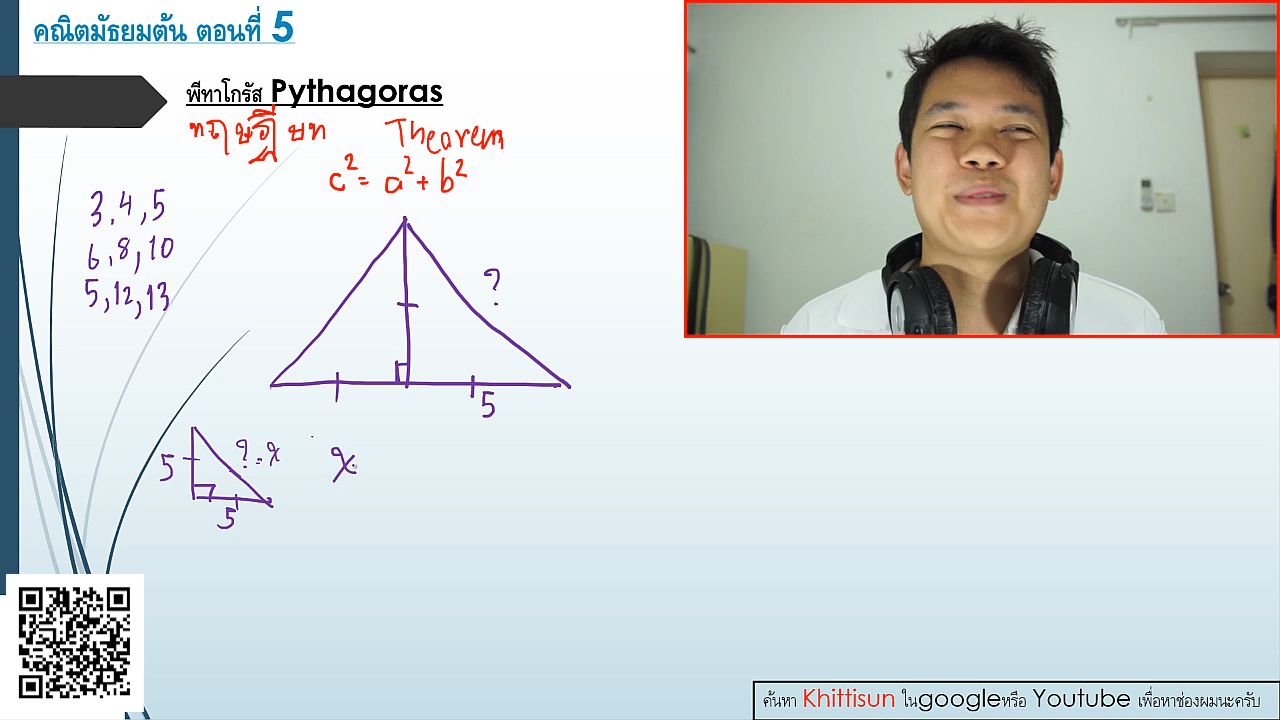 คณิตมัธยมต้น ตอนที่ 5
พีทาโกรัส Pythagoras
ทฤษฎีบท Thearem
c² = a² + b²
3, 4, 5
6, 8, 10
5, 12, 13
?
5
5 ? = x x
5
ค้นหา Khittisun ในgoogleหรือ Youtube เพื่อหาช่องผมนะครับ